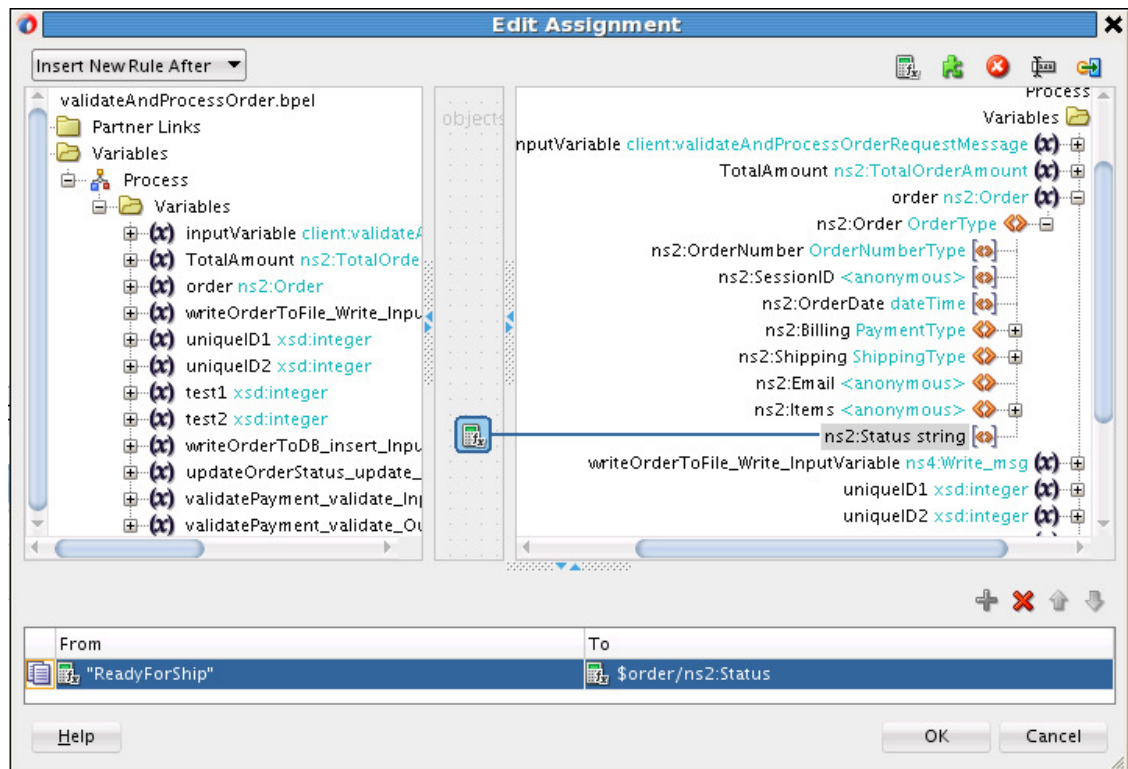 Edit Assignment
Insert New Rule After
validateAndProcessOrder.bpel
Partner Links
Variables
Process
Variables
inputVariable client:validateA
TotalAmount ns2:TotalOrde
order ns2:Order
writeOrderToFile_Write_Inpu
uniqueID1 xsd:integer
uniqueID2 xsd:integer
test1 xsd:integer
test2 xsd:integer
writeOrderToDB_insert_Input
updateOrderStatus_update_
validatePayment_validate_Inp
validatePayment_validate_Ou
objects
Process
Variables
nputVariable client:validateAndProcessOrderRequestMessage
TotalAmount ns2:TotalOrderAmount
order ns2:Order
ns2:Order OrderType
ns2:OrderNumber OrderNumberType
ns2:SessionID <anonymous>
ns2:OrderDate dateTime
ns2:Billing PaymentType
ns2:Shipping ShippingType
ns2:Email <anonymous>
ns2:Items <anonymous>
ns2:Status string
writeOrderToFile_Write_InputVariable ns4:Write_msg
uniqueID1 xsd:integer
uniqueID2 xsd:integer
From To
"ReadyForShip" $order/ns2:Status
Help OK Cancel